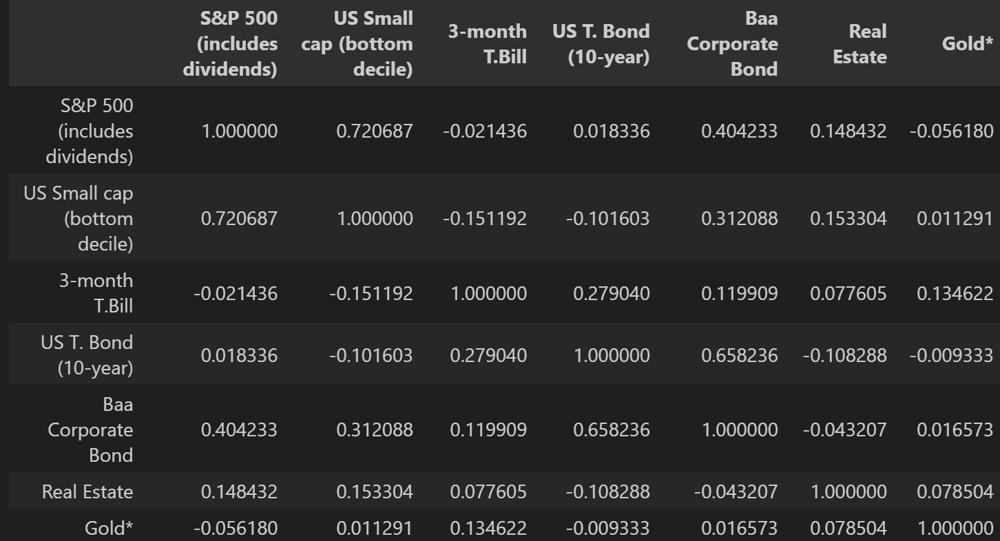 S&P 500 (includes dividends) US Small cap (bottom decile) 3-month T.Bill US T. Bond (10-year) Baa Corporate Bond Real Estate Gold*
S&P 500 (includes dividends) 1.000000 0.720687 -0.021436 0.018336 0.404233 0.148432 -0.056180
US Small cap (bottom decile) 0.720687 1.000000 -0.151192 -0.101603 0.312088 0.153304 0.011291
3-month T.Bill -0.021436 -0.151192 1.000000 0.279040 0.119909 0.077605 0.134622
US T. Bond (10-year) 0.018336 -0.101603 0.279040 1.000000 0.658236 -0.108288 -0.009333
Baa Corporate Bond 0.404233 0.312088 0.119909 0.658236 1.000000 -0.043207 0.016573
Real Estate 0.148432 0.153304 0.077605 -0.108288 -0.043207 1.000000 0.078504
Gold* -0.056180 0.011291 0.134622 -0.009333 0.016573 0.078504 1.000000